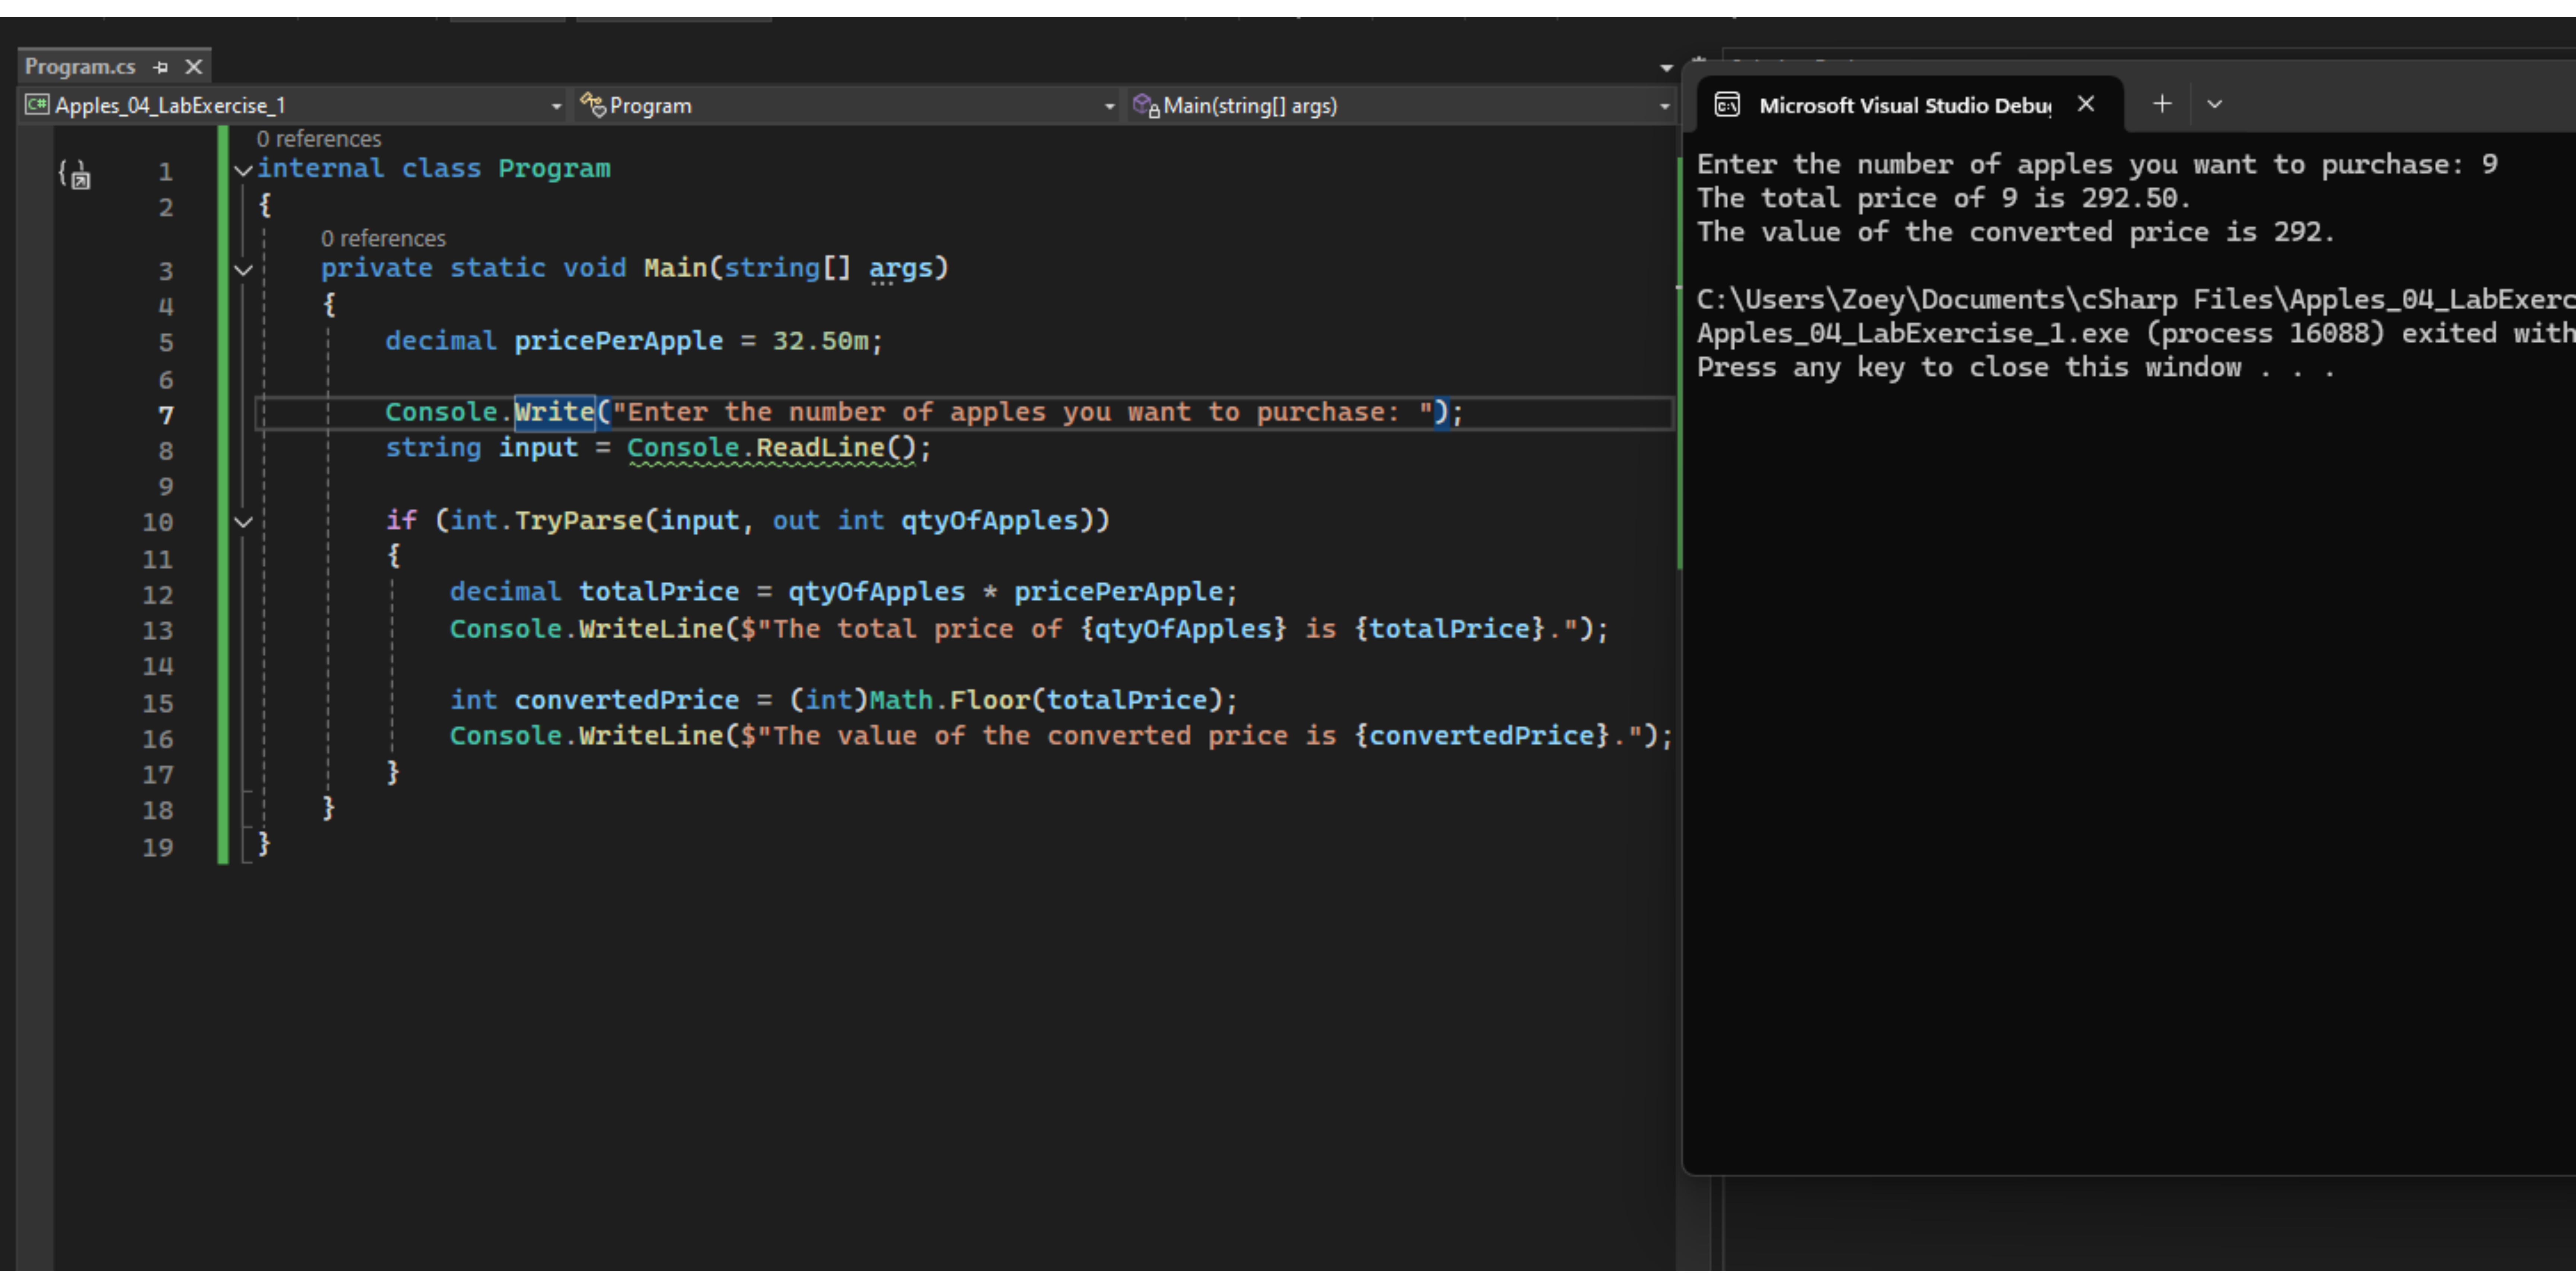 Program.cs
Apples_04_LabExercise_1
Program
Main(string[] args)
0 references
1 internal class Program
2 {
0 references
3 private static void Main(string[] args)
4 {
5 decimal pricePerApple = 32.50m;
6
7 Console.Write("Enter the number of apples you want to purchase: ");
8 string input = Console.ReadLine();
9
10 if (int.TryParse(input, out int qtyOfApples))
11 {
12 decimal totalPrice = qtyOfApples * pricePerApple;
13 Console.WriteLine($"The total price of {qtyOfApples} is {totalPrice}.");
14
15 int convertedPrice = (int)Math.Floor(totalPrice);
16 Console.WriteLine($"The value of the converted price is {convertedPrice}.");
17 }
18 }
19 }
Microsoft Visual Studio Debu
Enter the number of apples you want to purchase: 9
The total price of 9 is 292.50.
The value of the converted price is 292.
C:\Users\Zoey\Documents\cSharp Files\Apples_04_LabExerc
Apples_04_LabExercise_1.exe (process 16088) exited with
Press any key to close this window . . .